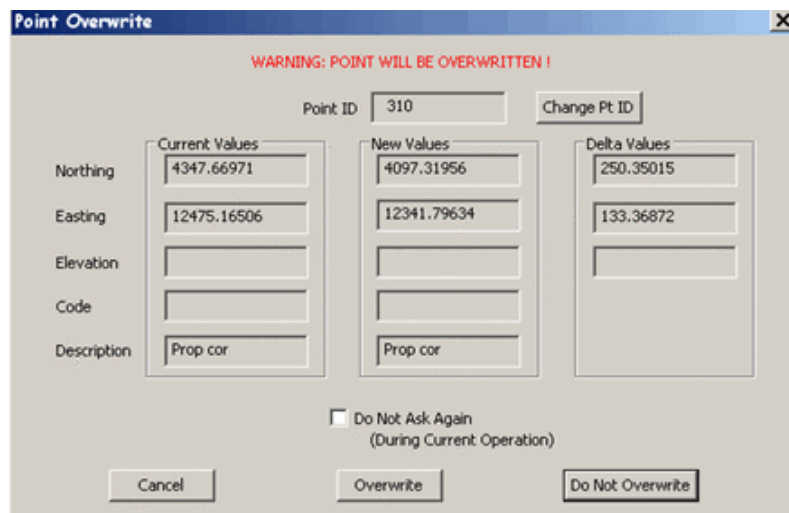 Point Overwrite
WARNING: POINT WILL BE OVERWRITTEN !
Point ID 310 Change Pt ID
Current Values New Values Delta Values
Northing 4347.66971 4097.31956 250.35015
Easting 12475.16506 12341.79634 133.36872
Elevation
Code
Description Prop cor Prop cor
Do Not Ask Again
(During Current Operation)
Cancel Overwrite Do Not Overwrite